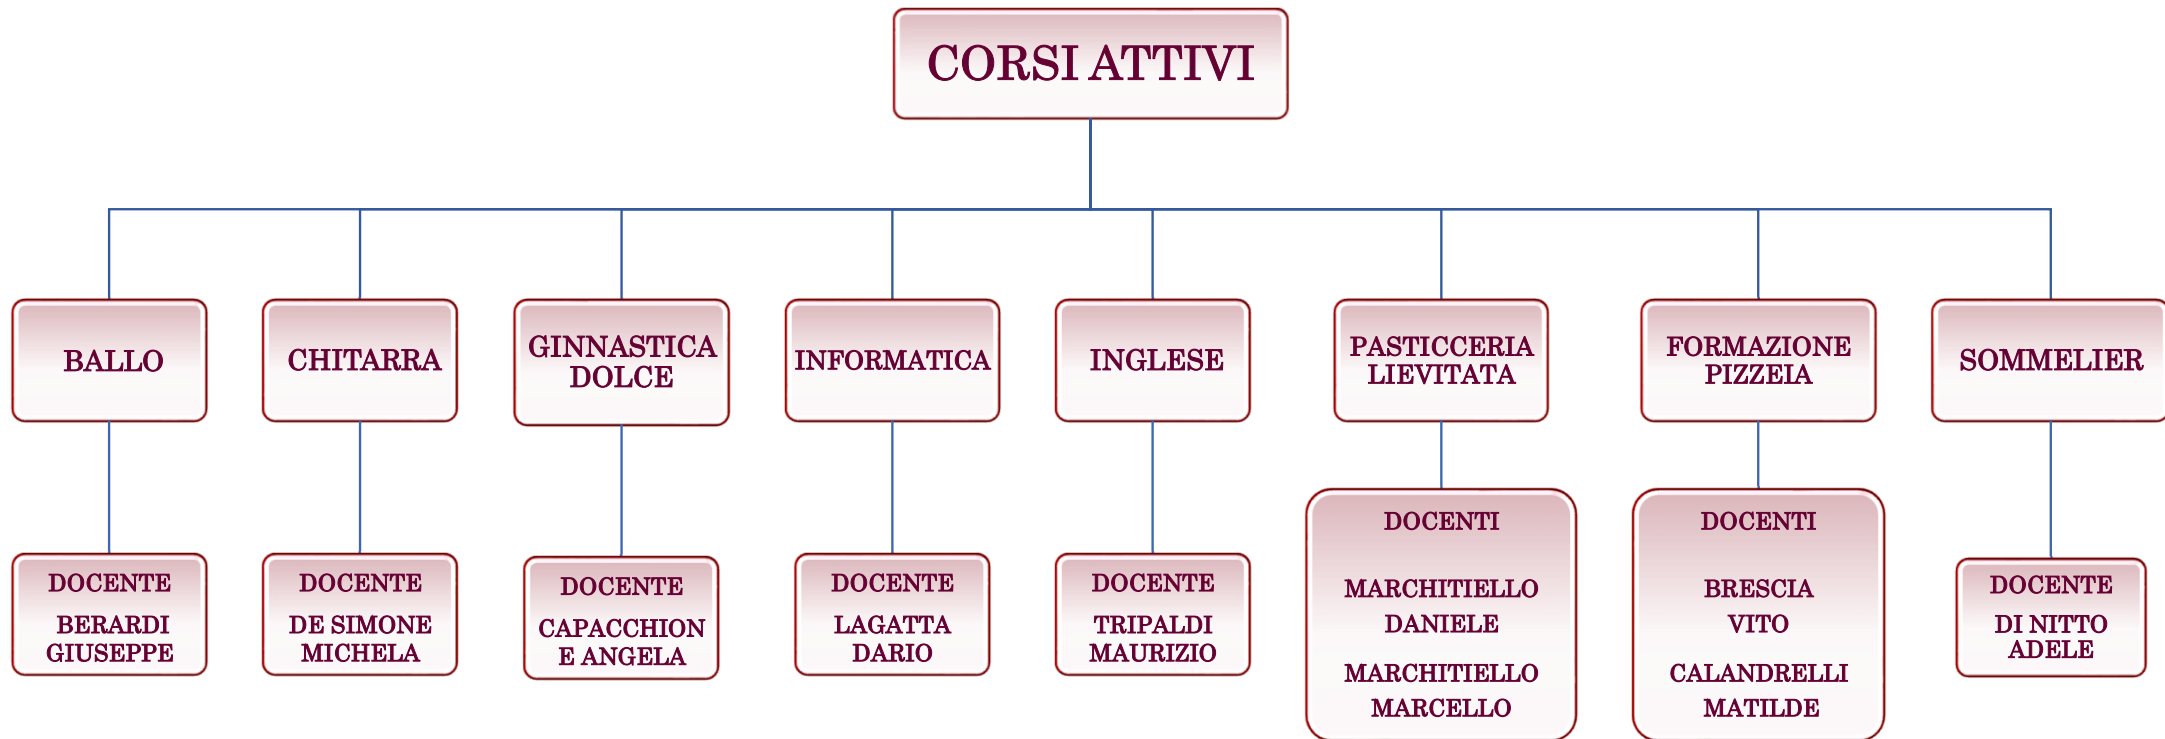 CORSI ATTIVI
BALLO
CHITARRA
GINNASTICA
DOLCE
INFORMATICA
INGLESE
PASTICCERIA
LIEVITATA
FORMAZIONE
PIZZEIA
SOMMELIER
DOCENTE
BERARDI
GIUSEPPE
DOCENTE
DE SIMONE
MICHELA
DOCENTE
CAPACCHION
E ANGELA
DOCENTE
LAGATTA
DARIO
DOCENTE
TRIPALDI
MAURIZIO
DOCENTI
MARCHITIELLO
DANIELE
MARCHITIELLO
MARCELLO
DOCENTI
BRESCIA
VITO
CALANDRELLI
MATILDE
DOCENTE
DI NITTO
ADELE